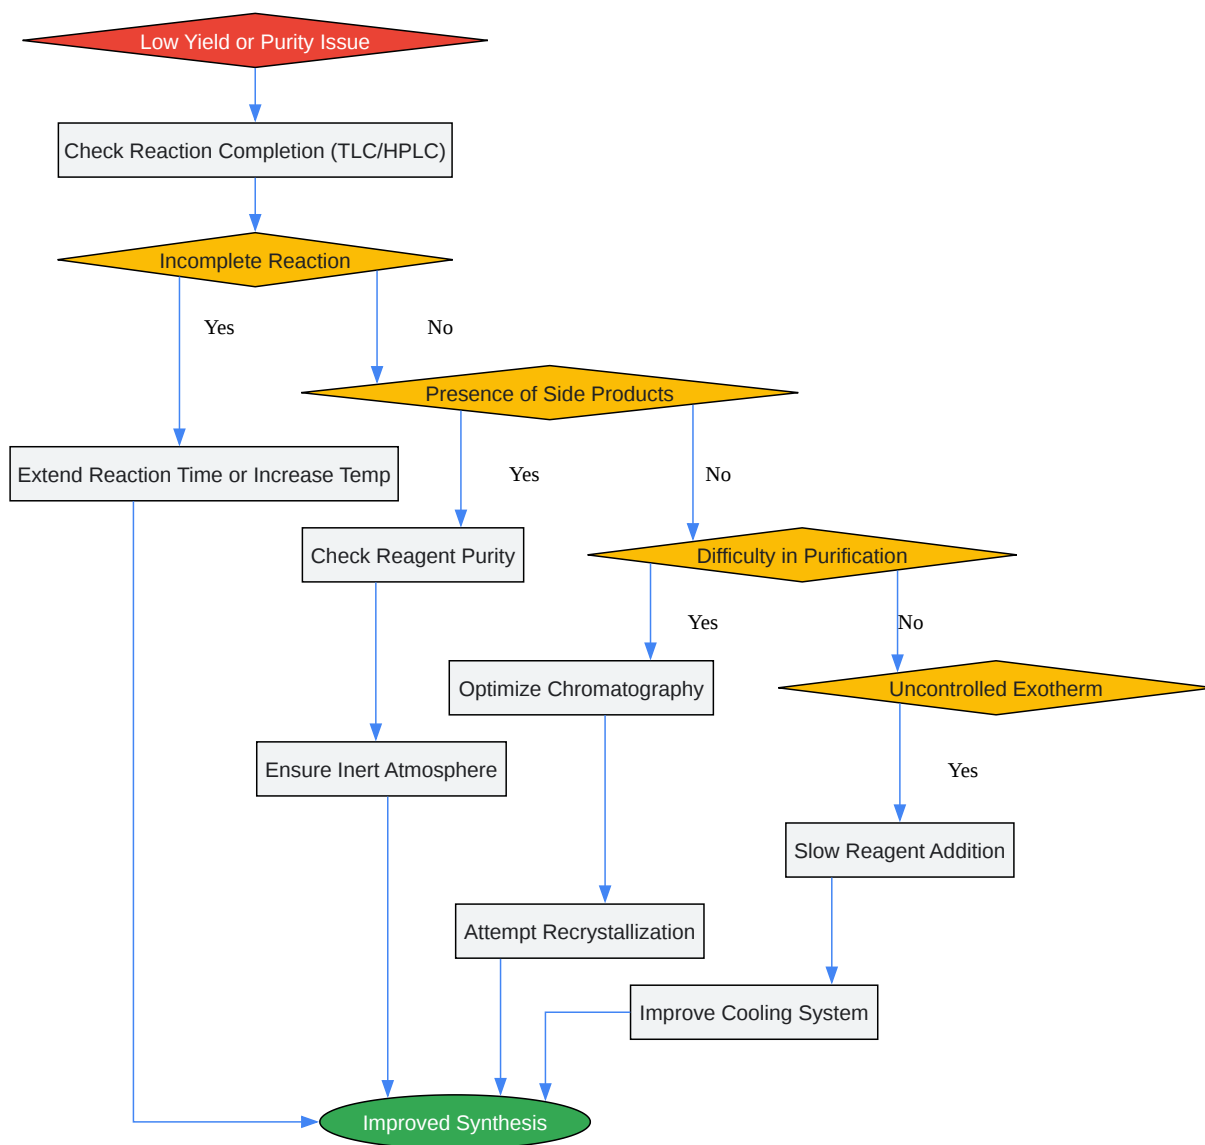 Low Yield or Purity Issue
Check Reaction Completion (TLC/HPLC)
Incomplete Reaction
Yes
No
Presence of Side Products
Extend Reaction Time or Increase Temp
Yes
No
Check Reagent Purity
Difficulty in Purification
Yes
No
Optimize Chromatography
Uncontrolled Exotherm
Ensure Inert Atmosphere
Yes
Slow Reagent Addition
Attempt Recrystallization
Improve Cooling System
Improved Synthesis